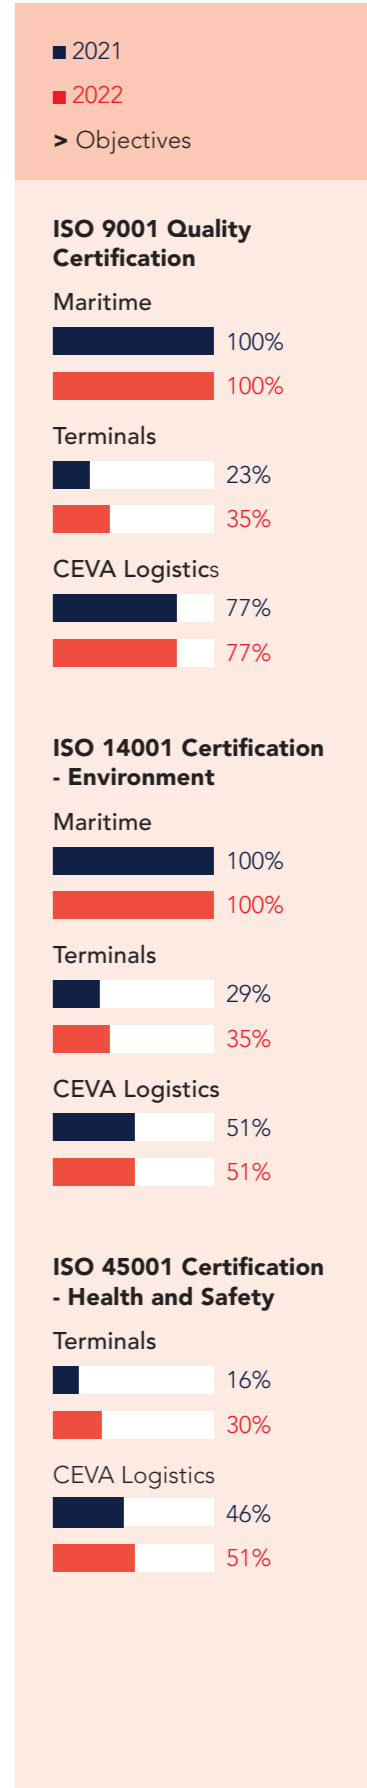 2021
2022
> Objectives
ISO 9001 Quality
Certification
Maritime
100%
100%
Terminals
23%
35%
CEVA Logistics
77%
77%
ISO 14001 Certification
- Environment
Maritime
100%
100%
Terminals
29%
35%
CEVA Logistics
51%
51%
ISO 45001 Certification
- Health and Safety
Terminals
16%
30%
CEVA Logistics
46%
51%